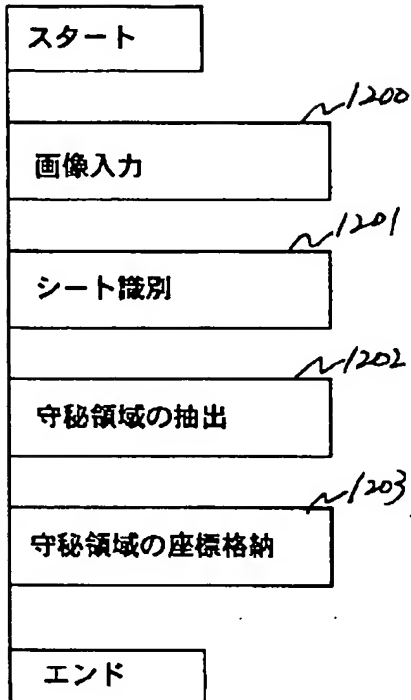 スタート
1200
画像入力
1201
シート識別
1202
守秘領域の抽出
1203
守秘領域の座標格納
エンド